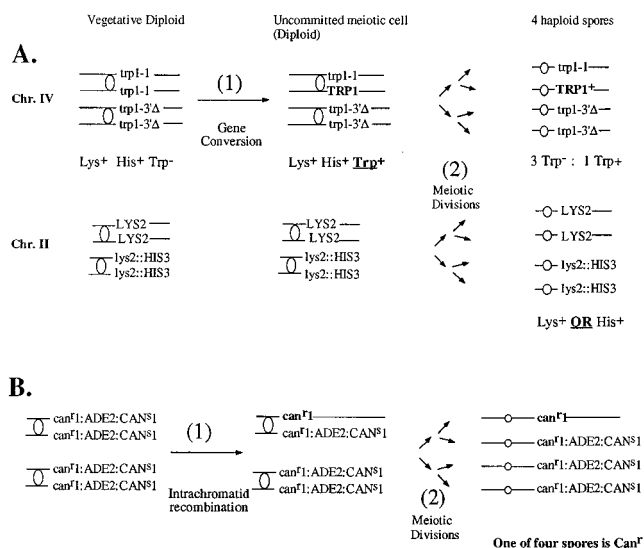 Vegetative Diploid
Uncommitted meiotic cell
(Diploid)
4 haploid spores
A.
Chr. IV
trp1-1
trp1-1
trp1-3'Δ
trp1-3'Δ
(1)
Gene
Conversion
trp1-1
TRP1
trp1-3'Δ
trp1-3'Δ
trp1-1
TRP1+
trp1-3'Δ
trp1-3'Δ
Lys+ His+ Trp-
Lys+ His+ Trp+
(2)
Meiotic
Divisions
3 Trp- : 1 Trp+
Chr. II
LYS2
LYS2
lys2::HIS3
lys2::HIS3
LYS2
LYS2
lys2::HIS3
lys2::HIS3
LYS2
LYS2
lys2::HIS3
lys2::HIS3
Lys+ OR His+
B.
canr1:ADE2:CANs1
canr1:ADE2:CANs1
canr1:ADE2:CANs1
canr1:ADE2:CANs1
(1)
Intrachromatid
recombination
canr1
canr1:ADE2:CANs1
canr1:ADE2:CANs1
canr1:ADE2:CANs1
(2)
Meiotic
Divisions
canr1
canr1:ADE2:CANs1
canr1:ADE2:CANs1
canr1:ADE2:CANs1
One of four spores is Canr